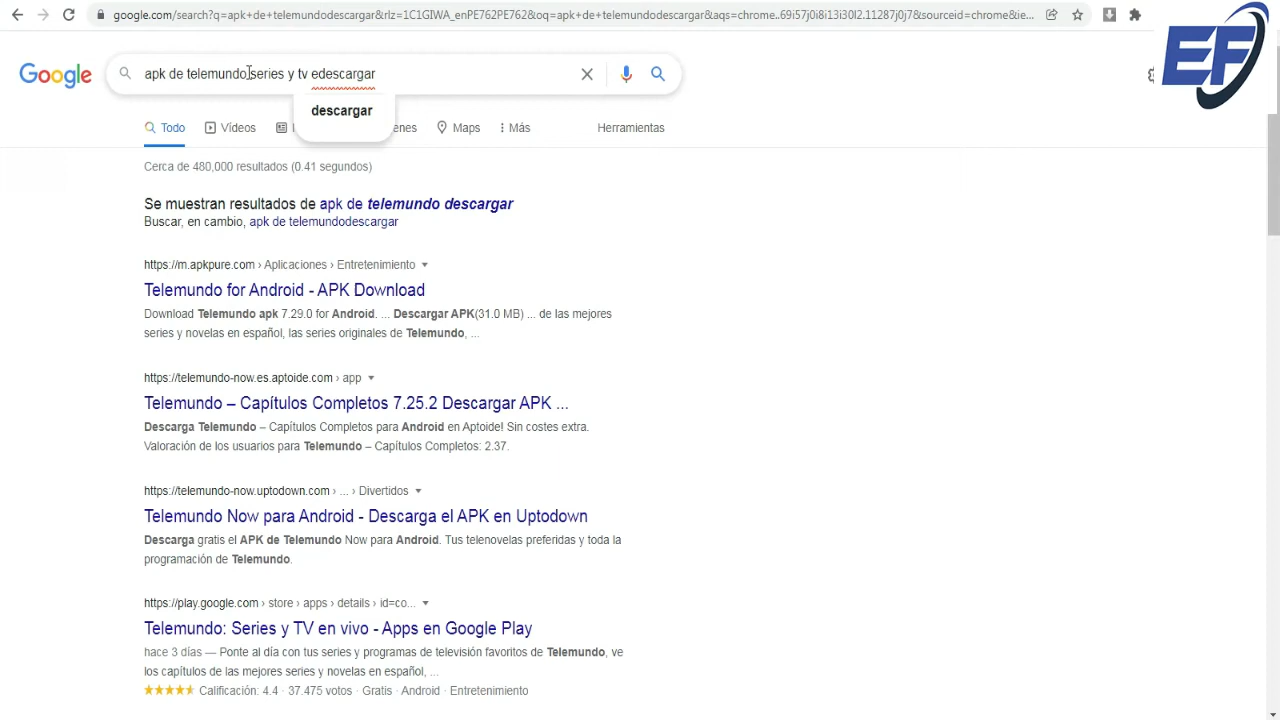 google.com/search?q=apk+de+telemundodescargar&rlz=1C1GIWA_enPE762PE762&oq=apk+de+telemundodescargar&aqs=chrome..69i57j0i8i13i30l2.11287j0j7&sourceid=chrome&ie...
EF
Google
apk de telemundo series y tv edescargar
descargar
Todo
Vídeos
enes
Maps
Más
Herramientas
Cerca de 480,000 resultados (0.41 segundos)
Se muestran resultados de apk de telemundo descargar
Buscar, en cambio, apk de telemundodescargar
https://m.apkpure.com › Aplicaciones › Entretenimiento
Telemundo for Android - APK Download
Download Telemundo apk 7.29.0 for Android. ... Descargar APK(31.0 MB) ... de las mejores
series y novelas en español, las series originales de Telemundo, ...
https://telemundo-now.es.aptoide.com › app
Telemundo – Capítulos Completos 7.25.2 Descargar APK ...
Descarga Telemundo – Capítulos Completos para Android en Aptoide! Sin costes extra.
Valoración de los usuarios para Telemundo – Capítulos Completos: 2.37.
https://telemundo-now.uptodown.com › ... › Divertidos
Telemundo Now para Android - Descarga el APK en Uptodown
Descarga gratis el APK de Telemundo Now para Android. Tus telenovelas preferidas y toda la
programación de Telemundo.
https://play.google.com › store › apps › details › id=co...
Telemundo: Series y TV en vivo - Apps en Google Play
hace 3 días — Ponte al día con tus series y programas de televisión favoritos de Telemundo, ve
los capítulos de las mejores series y novelas en español, ...
Calificación: 4.4 · 37.475 votos · Gratis · Android · Entretenimiento